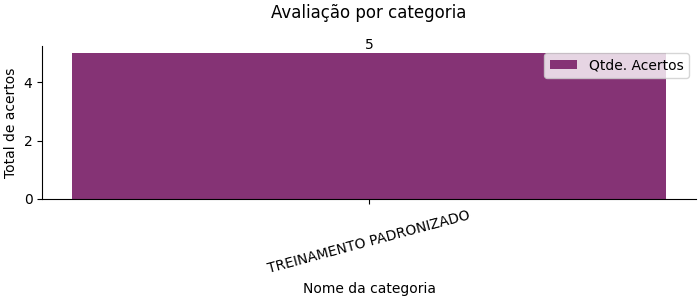 Avaliação por categoria
5
Qtde. Acertos
Total de acertos
4
2
0
TREINAMENTO PADRONIZADO
Nome da categoria